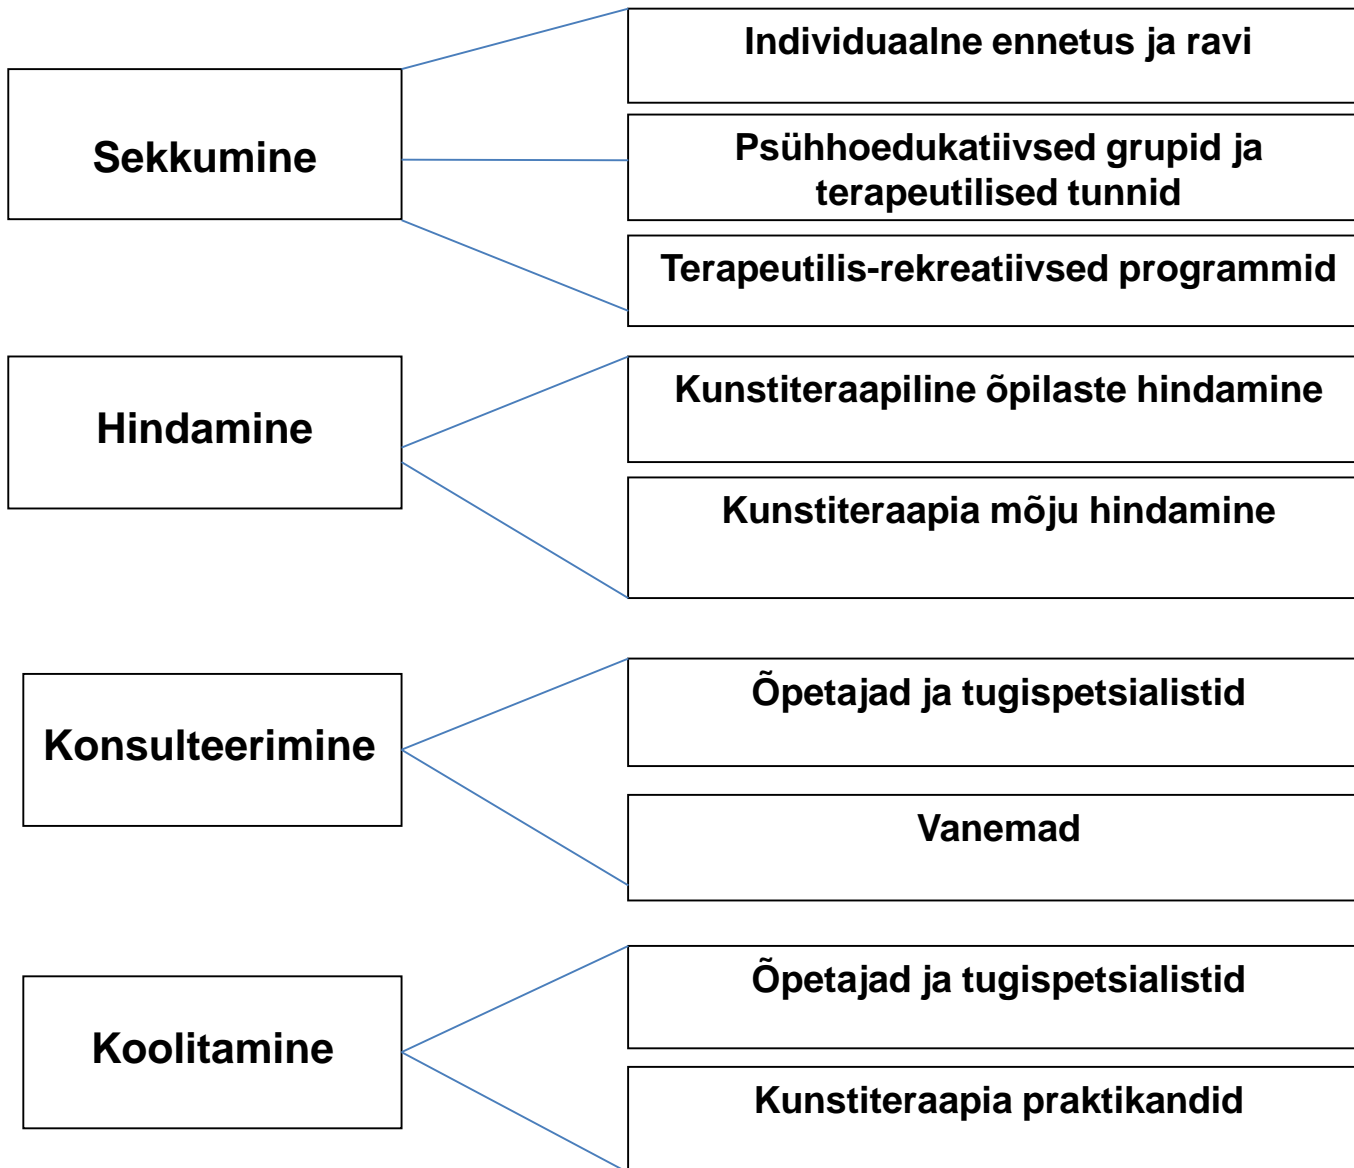 Sekkumine
Individuaalne ennetus ja ravi
Psühhoedukatiivsed grupid ja
terapeutilised tunnid
Terapeutilis-rekreatiivsed programmid
Hindamine
Kunstiteraapiline õpilaste hindamine
Kunstiteraapia mõju hindamine
Konsulteerimine
Õpetajad ja tugispetsialistid
Vanemad
Koolitamine
Õpetajad ja tugispetsialistid
Kunstiteraapia praktikandid